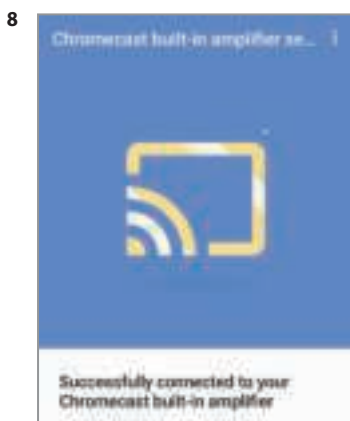 8
Chromecast built-in amplifier se...
Successfully connected to your
Chromecast built-in amplifier